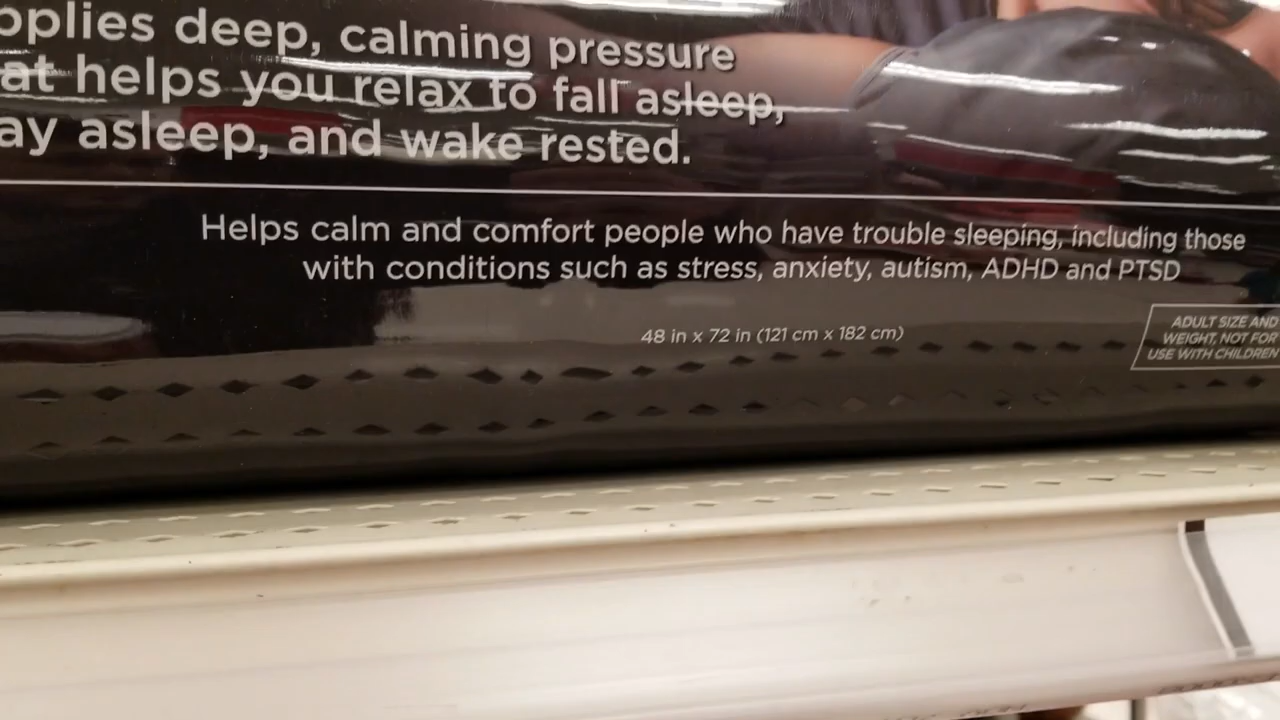 pplies deep, calming pressure
at helps you relax to fall asleep,
ay asleep, and wake rested.
Helps calm and comfort people who have trouble sleeping, including those
with conditions such as stress, anxiety, autism, ADHD and PTSD
48 in x 72 in (121 cm x 182 cm)
ADULT SIZE AND
WEIGHT, NOT FOR
USE WITH CHILDREN